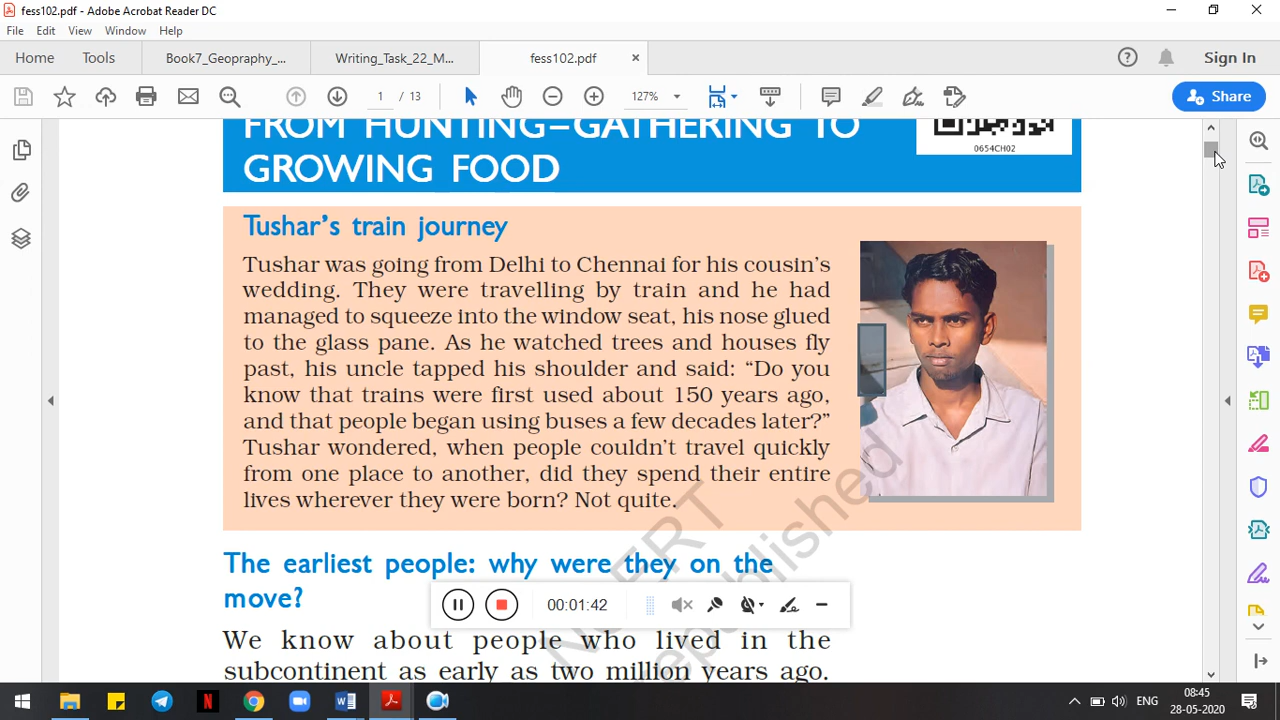 fess102.pdf - Adobe Acrobat Reader DC
File Edit View Window Help
Home Tools Book7_Geopraphy_... Writing_Task_22_M... fess102.pdf × Sign In
1 / 13 127% Share
FROM HUNTING–GATHERING TO
GROWING FOOD
0654CH02
Tushar's train journey
Tushar was going from Delhi to Chennai for his cousin's
wedding. They were travelling by train and he had
managed to squeeze into the window seat, his nose glued
to the glass pane. As he watched trees and houses fly
past, his uncle tapped his shoulder and said: “Do you
know that trains were first used about 150 years ago,
and that people began using buses a few decades later?”
Tushar wondered, when people couldn't travel quickly
from one place to another, did they spend their entire
lives wherever they were born? Not quite.
The earliest people: why were they on the
move?
00:01:42
We know about people who lived in the
subcontinent as early as two million years ago.
ENG
08:45
28-05-2020